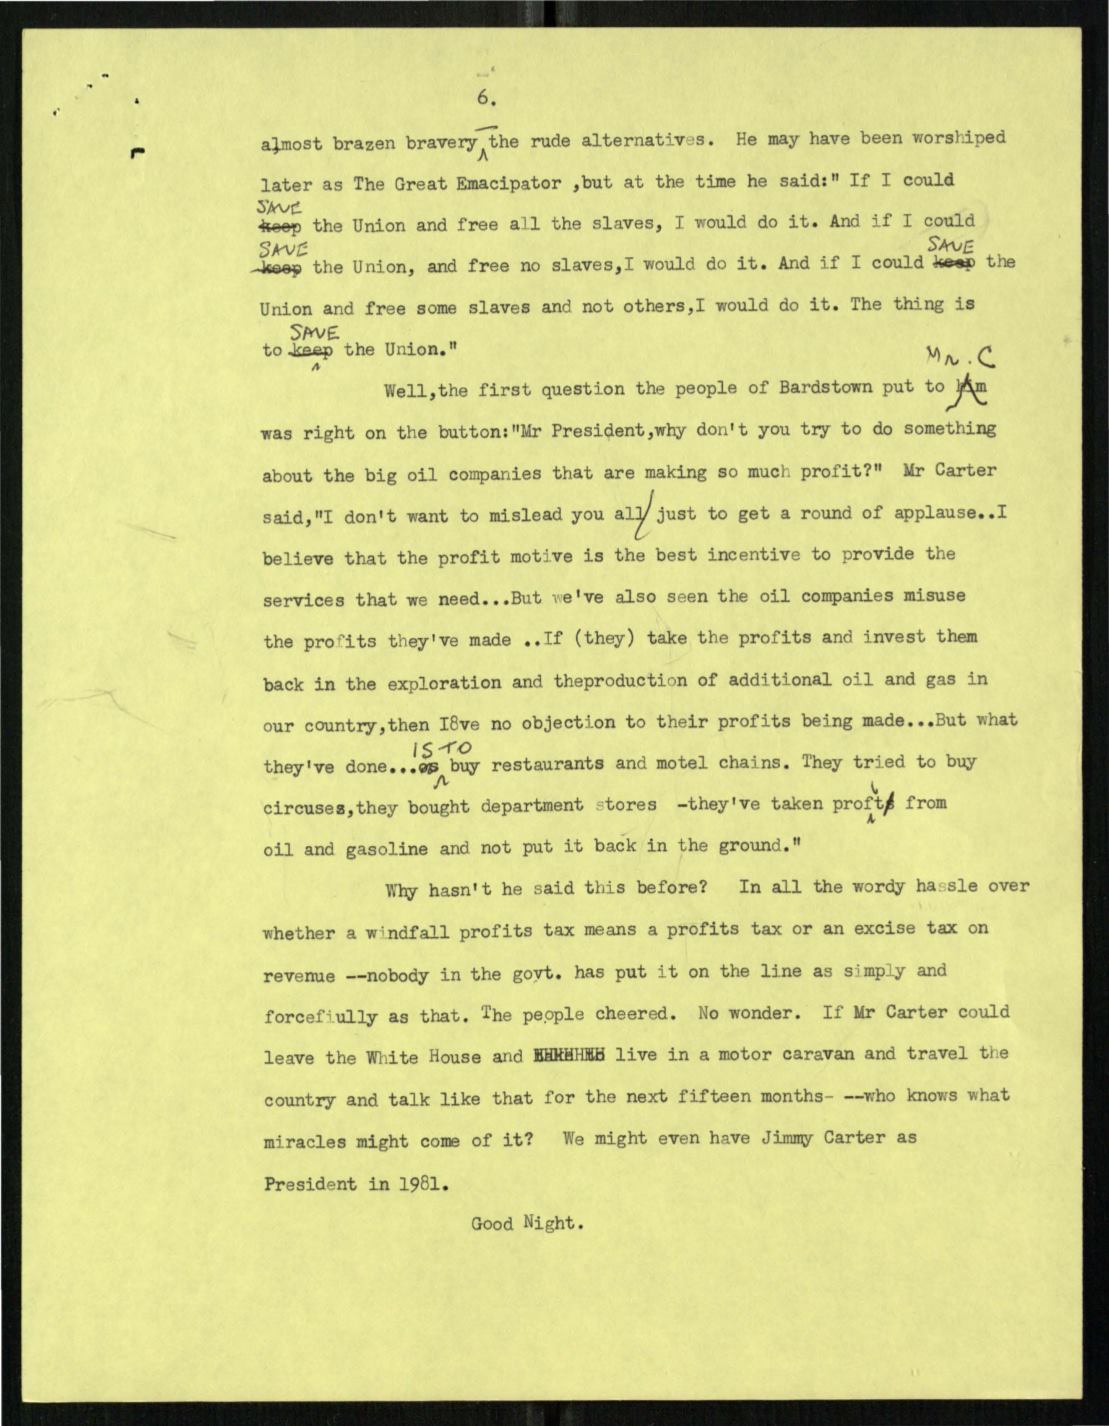 6.
almost brazen bravery the rude alternatives. He may have been worshiped
later as The Great Emacipator ,but at the time he said:" If I could
SAVE
keep the Union and free all the slaves, I would do it. And if I could
SAVE SAVE
keep the Union, and free no slaves,I would do it. And if I could keep the
Union and free some slaves and not others,I would do it. The thing is
SAVE
to keep the Union."
Mr. C
Well,the first question the people of Bardstown put to him
was right on the button:"Mr President,why don't you try to do something
about the big oil companies that are making so much profit?" Mr Carter
said,"I don't want to mislead you all/ just to get a round of applause..I
believe that the profit motive is the best incentive to provide the
services that we need...But we've also seen the oil companies misuse
the profits they've made ..If (they) take the profits and invest them
back in the exploration and theproduction of additional oil and gas in
our country,then I8ve no objection to their profits being made...But what
IS TO
they've done... buy restaurants and motel chains. They tried to buy
circuses,they bought department stores -they've taken profits from
oil and gasoline and not put it back in the ground."
Why hasn't he said this before? In all the wordy hassle over
whether a windfall profits tax means a profits tax or an excise tax on
revenue --nobody in the govt. has put it on the line as simply and
forcefiully as that. The people cheered. No wonder. If Mr Carter could
leave the White House and live in a motor caravan and travel the
country and talk like that for the next fifteen months- --who knows what
miracles might come of it? We might even have Jimmy Carter as
President in 1981.
Good Night.